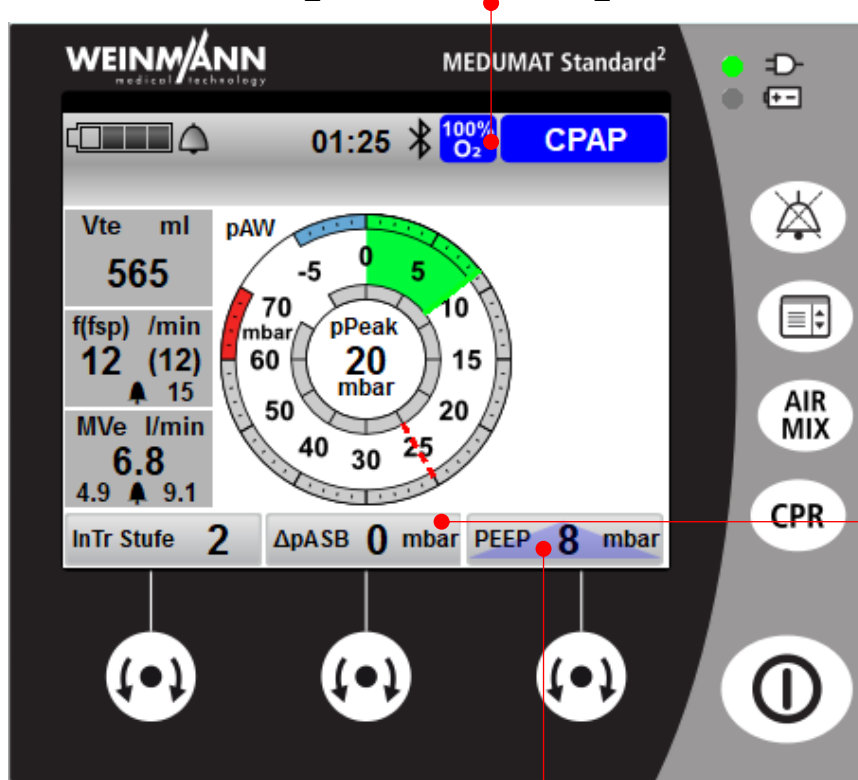 WEINMANN
medical technology
MEDUMAT Standard²
01:25
100%
O₂
CPAP
Vte ml
565
f(fsp) /min
12 (12)
15
MVe l/min
6.8
4.9 9.1
pAW
-5 0 5
70 10
mbar
60 15
50 20
40 30 25
pPeak
20
mbar
InTr Stufe 2
ΔpASB 0 mbar
PEEP 8 mbar
AIR
MIX
CPR